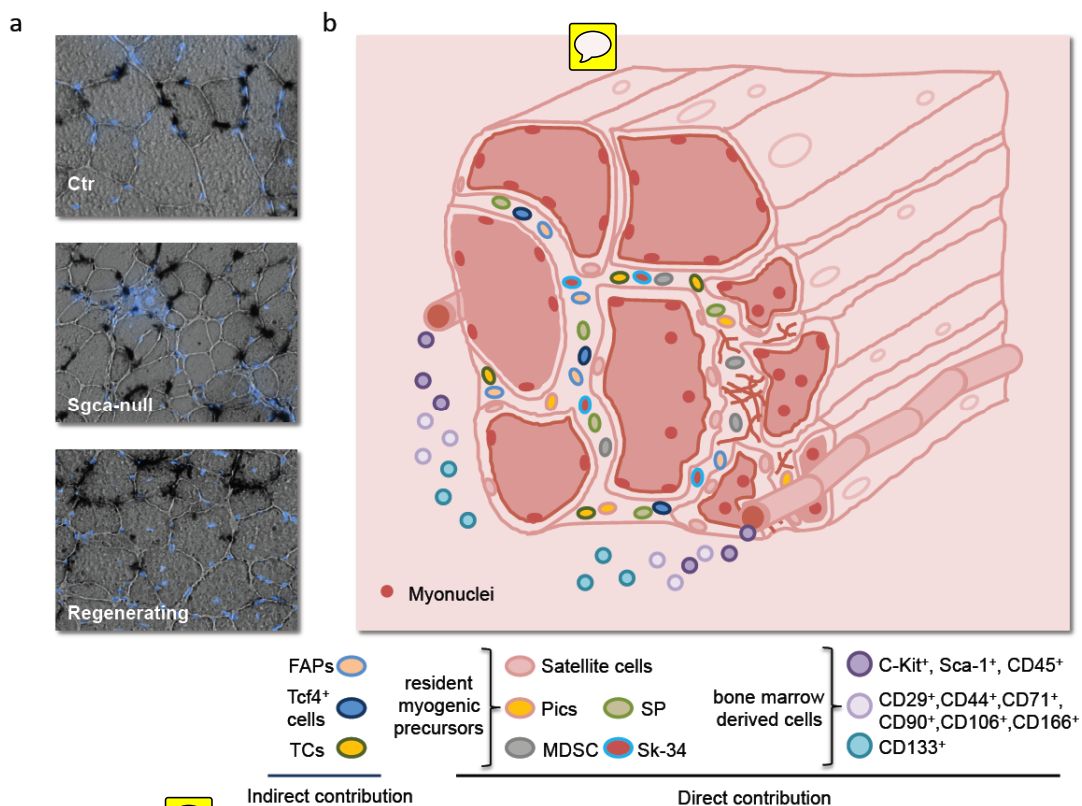 a
b
Ctr
Sgca-null
Regenerating
Myonuclei
FAPs
Tcf4⁺
cells
TCs
resident
myogenic
precursors
Satellite cells
Pics
SP
MDSC
Sk-34
bone marrow
derived cells
C-Kit⁺, Sca-1⁺, CD45⁺
CD29⁺,CD44⁺,CD71⁺,
CD90⁺,CD106⁺,CD166⁺
CD133⁺
Indirect contribution
Direct contribution